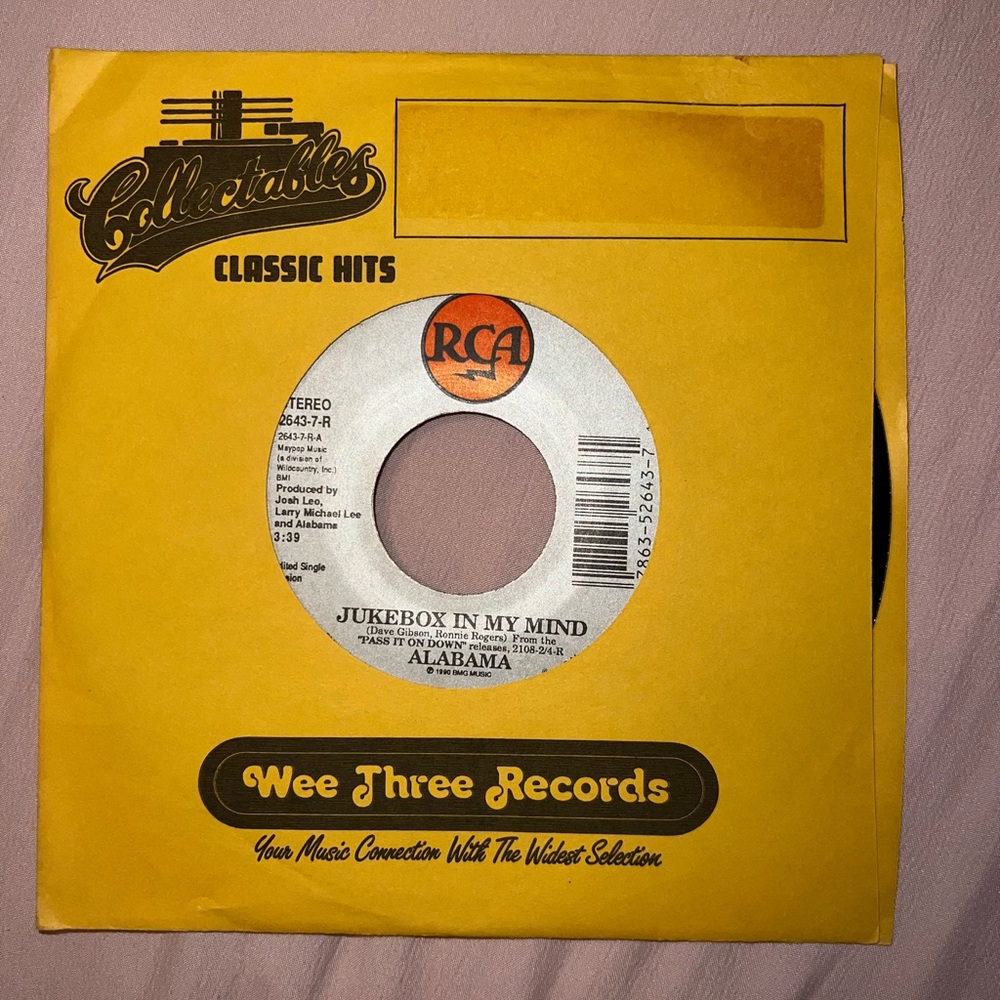 Collectables
CLASSIC HITS
RCA
TEREO
2643-7-R
2643-7-R-A
Maypop Music
(a division of
Wildcountry, Inc.)
BMI
Produced by
Josh Leo,
Larry Michael Lee
and Alabama
3:39
dited Single
rsion
7863-52643-7
JUKEBOX IN MY MIND
(Dave Gibson, Ronnie Rogers) From the
"PASS IT ON DOWN" releases, 2108-2/4-R
ALABAMA
℗ 1990 BMG MUSIC
Wee Three Records
Your Music Connection With The Widest Selection